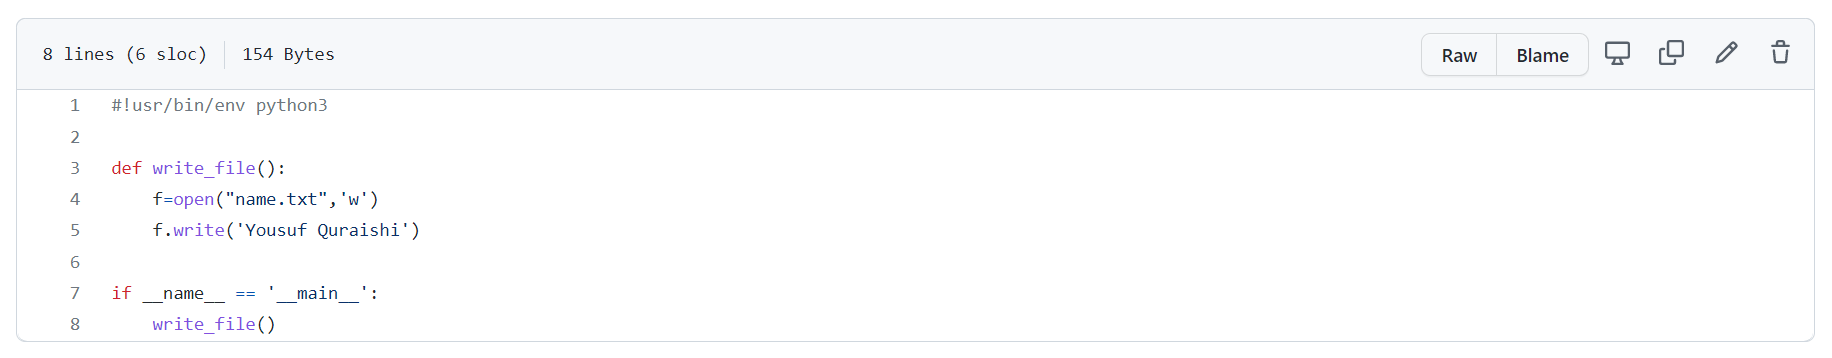 8 lines (6 sloc) 154 Bytes Raw Blame
1 #!usr/bin/env python3
2
3 def write_file():
4     f=open("name.txt",'w')
5     f.write('Yousuf Quraishi')
6
7 if __name__ == '__main__':
8     write_file()